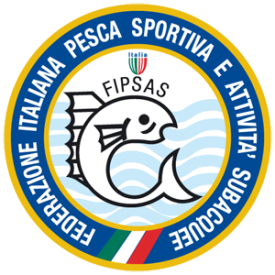 FEDERAZIONE ITALIANA PESCA SPORTIVA E ATTIVITA' SUBACQUEE
Italia
FIPSAS